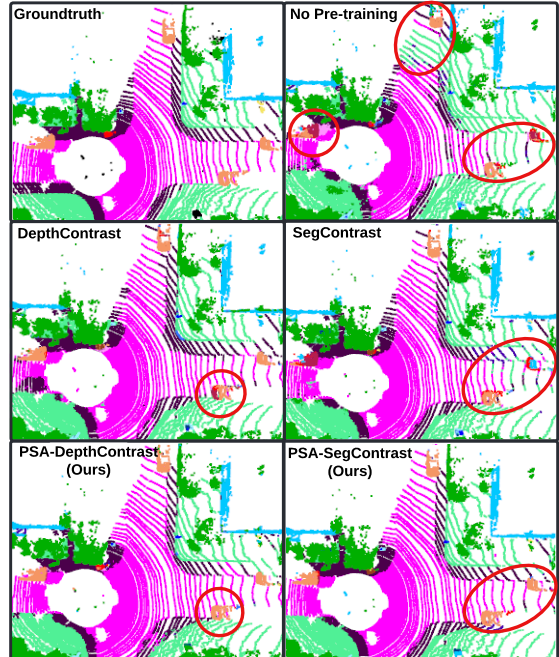 Groundtruth
No Pre-training
DepthContrast
SegContrast
PSA-DepthContrast
(Ours)
PSA-SegContrast
(Ours)